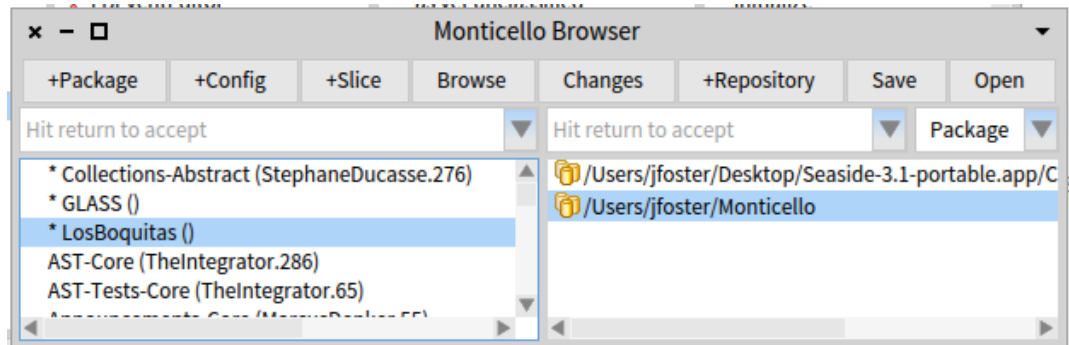 Monticello Browser
+Package +Config +Slice Browse Changes +Repository Save Open
Hit return to accept Hit return to accept Package
* Collections-Abstract (StephaneDucasse.276)
* GLASS ()
* LosBoquitas ()
AST-Core (TheIntegrator.286)
AST-Tests-Core (TheIntegrator.65)
/Users/jfoster/Desktop/Seaside-3.1-portable.app/C
/Users/jfoster/Monticello